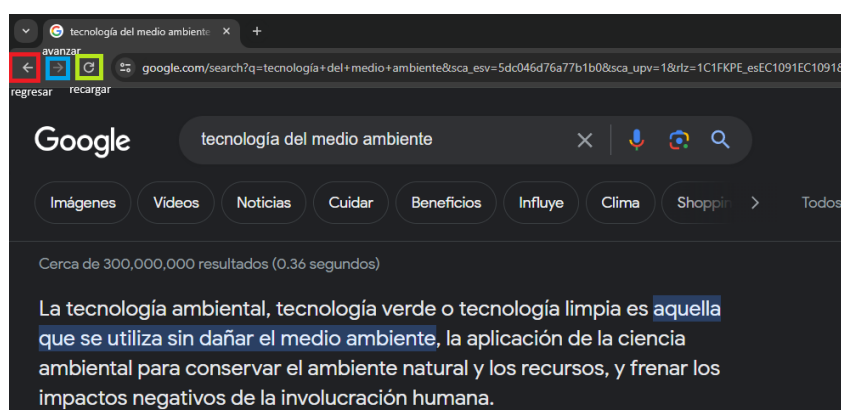 tecnología del medio ambiente
avanzar
google.com/search?q=tecnología+del+medio+ambiente&sca_esv=5dc046d76a77b1b0&sca_upv=1&rlz=1C1FKPE_esEC1091EC1091&
regresar recargar
Google tecnología del medio ambiente
Imágenes Videos Noticias Cuidar Beneficios Influye Clima Shoppin Todos
Cerca de 300,000,000 resultados (0.36 segundos)
La tecnología ambiental, tecnología verde o tecnología limpia es aquella
que se utiliza sin dañar el medio ambiente, la aplicación de la ciencia
ambiental para conservar el ambiente natural y los recursos, y frenar los
impactos negativos de la involucración humana.